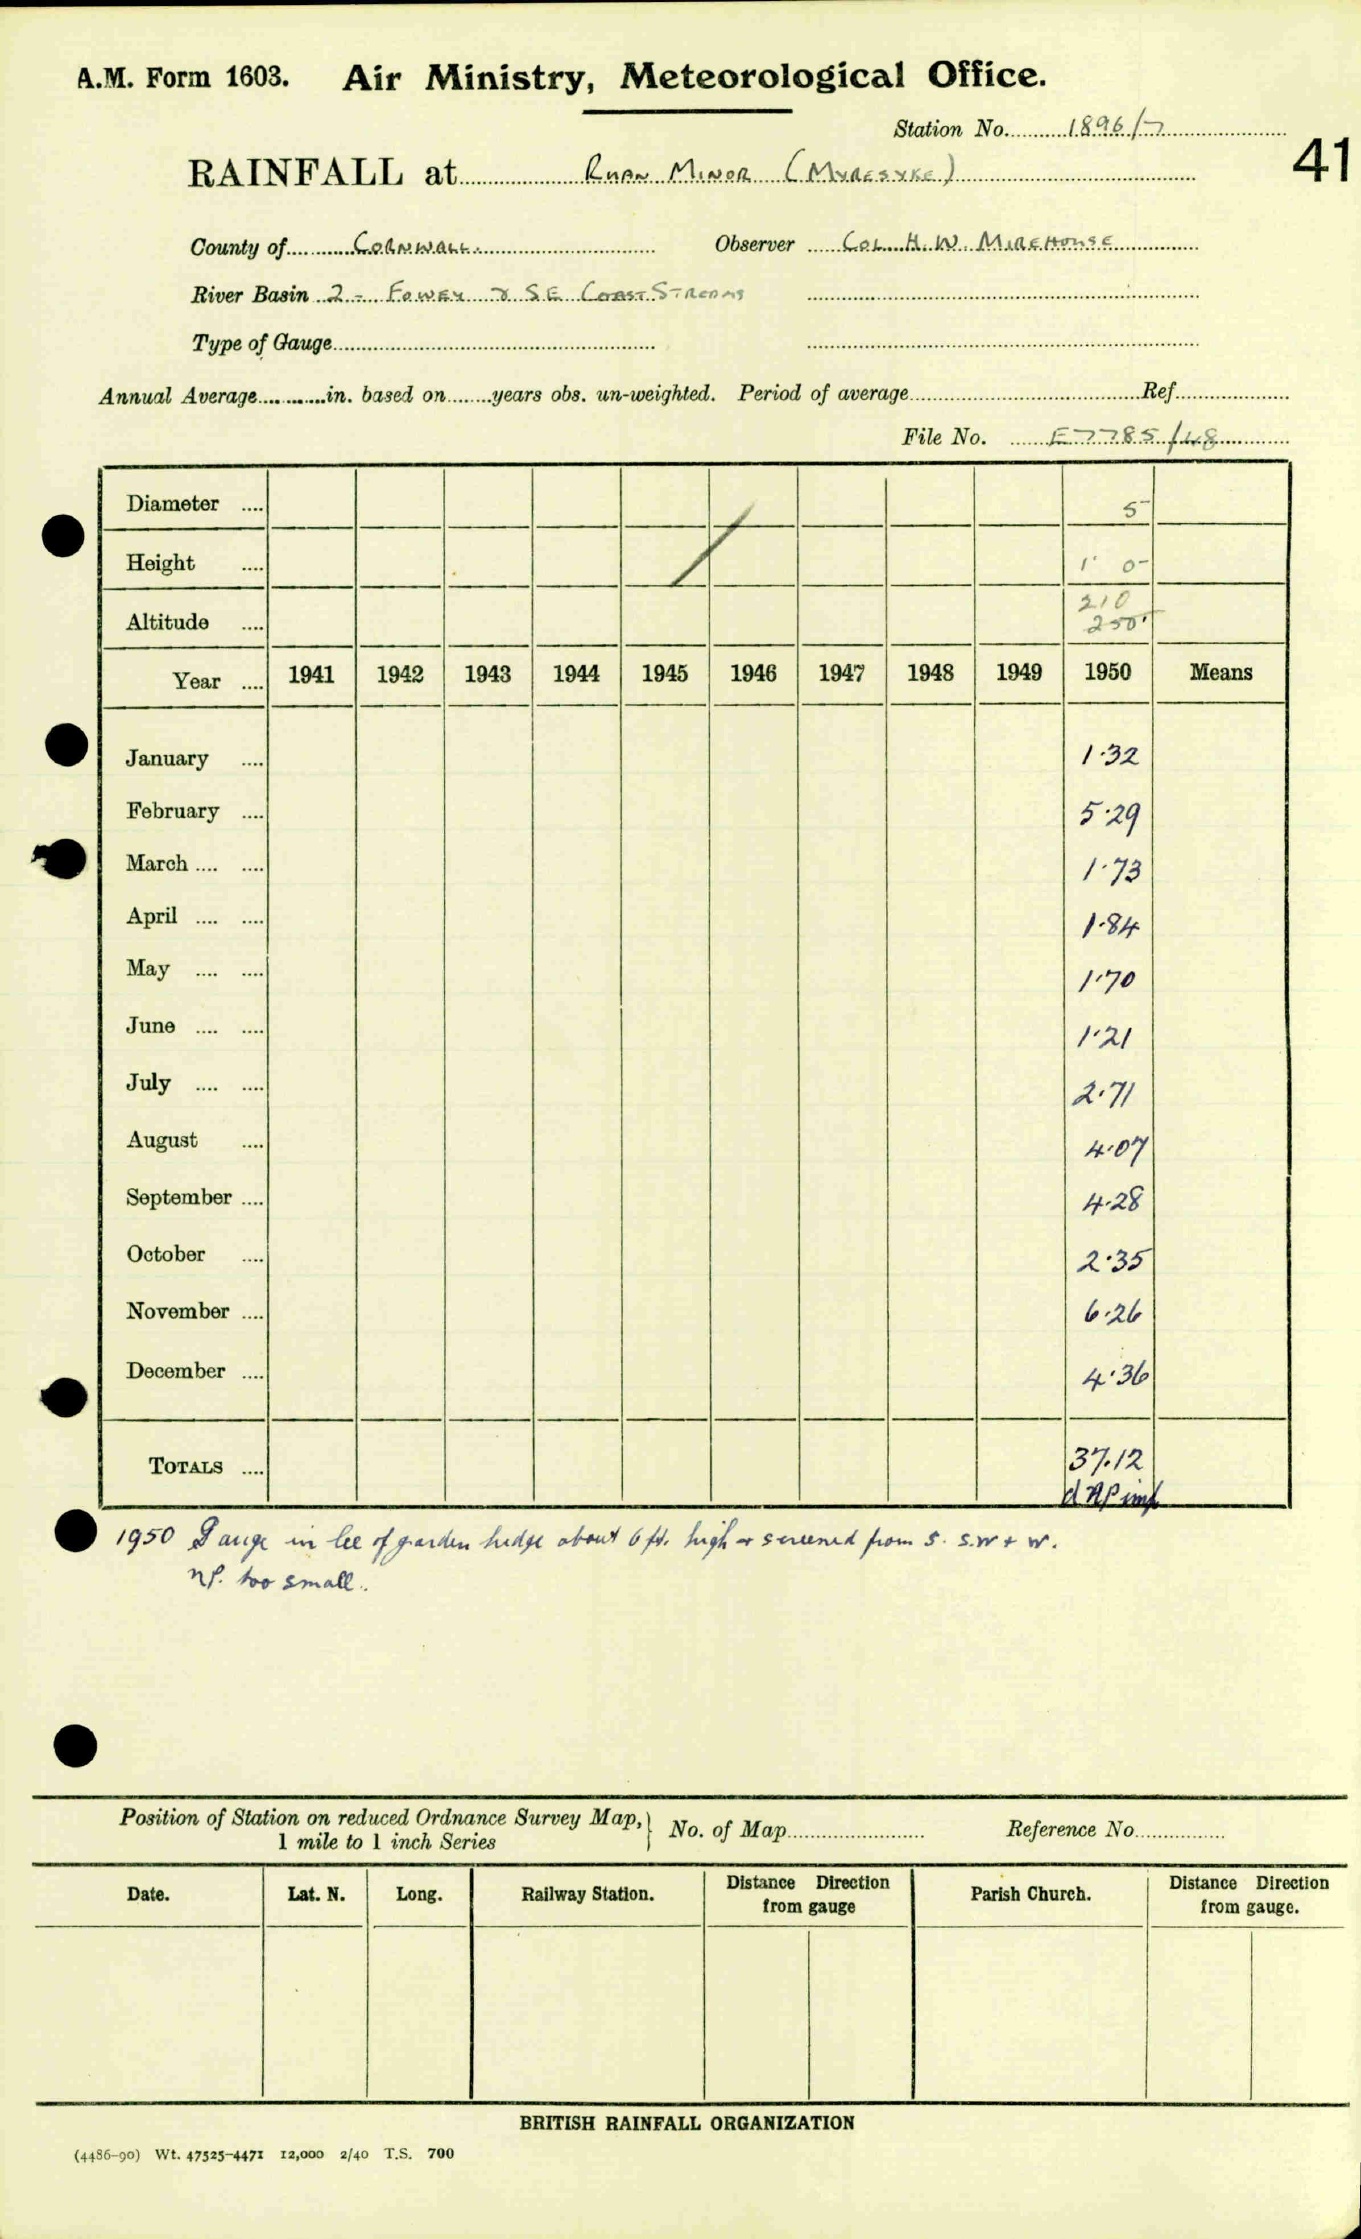 A.M. Form 1603. Air Ministry, Meteorological Office.
Station No. 1896/7
41
RAINFALL at RUAN MINOR (MYRESYKE)
County of CORNWALL. Observer COL. H. W. MIREHOUSE
River Basin 2 - FOWEY & SE COAST STREAMS
Type of Gauge
Annual Average in. based on years obs. un-weighted. Period of average Ref
File No. E7785/48
Diameter 5
Height 1' 0"
Altitude 210
250'
Year 1941 1942 1943 1944 1945 1946 1947 1948 1949 1950 Means
January 1.32
February 5.29
March 1.73
April 1.84
May 1.70
June 1.21
July 2.71
August 4.07
September 4.28
October 2.35
November 6.26
December 4.36
TOTALS 37.12
d NP imp
1950 Gauge in lee of garden hedge about 6 ft. high & screened from S. S.W + W.
NP. too small.
Position of Station on reduced Ordnance Survey Map, 1 mile to 1 inch Series } No. of Map Reference No
Date. Lat. N. Long. Railway Station. Distance Direction from gauge Parish Church. Distance Direction from gauge.
BRITISH RAINFALL ORGANIZATION
(4486-90) Wt. 47525-4471 12,000 2/40 T.S. 700